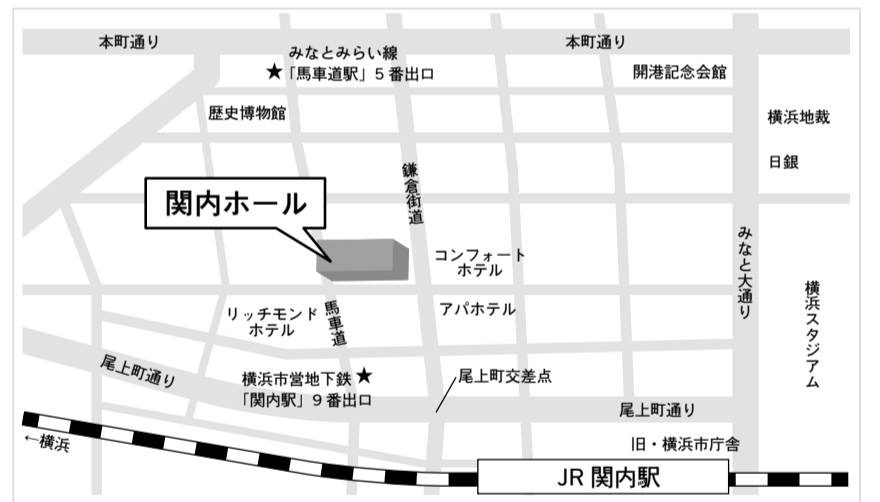 本町通り
みなとみらい線
★「馬車道駅」5番出口
本町通り
開港記念会館
歴史博物館
横浜地裁
日銀
鎌倉街道
関内ホール
コンフォート
ホテル
みなと大通り
横浜スタジアム
リッチモンド
ホテル
馬車道
アパホテル
尾上町通り
横浜市営地下鉄★
「関内駅」9番出口
尾上町交差点
尾上町通り
←横浜
旧・横浜市庁舎
JR 関内駅